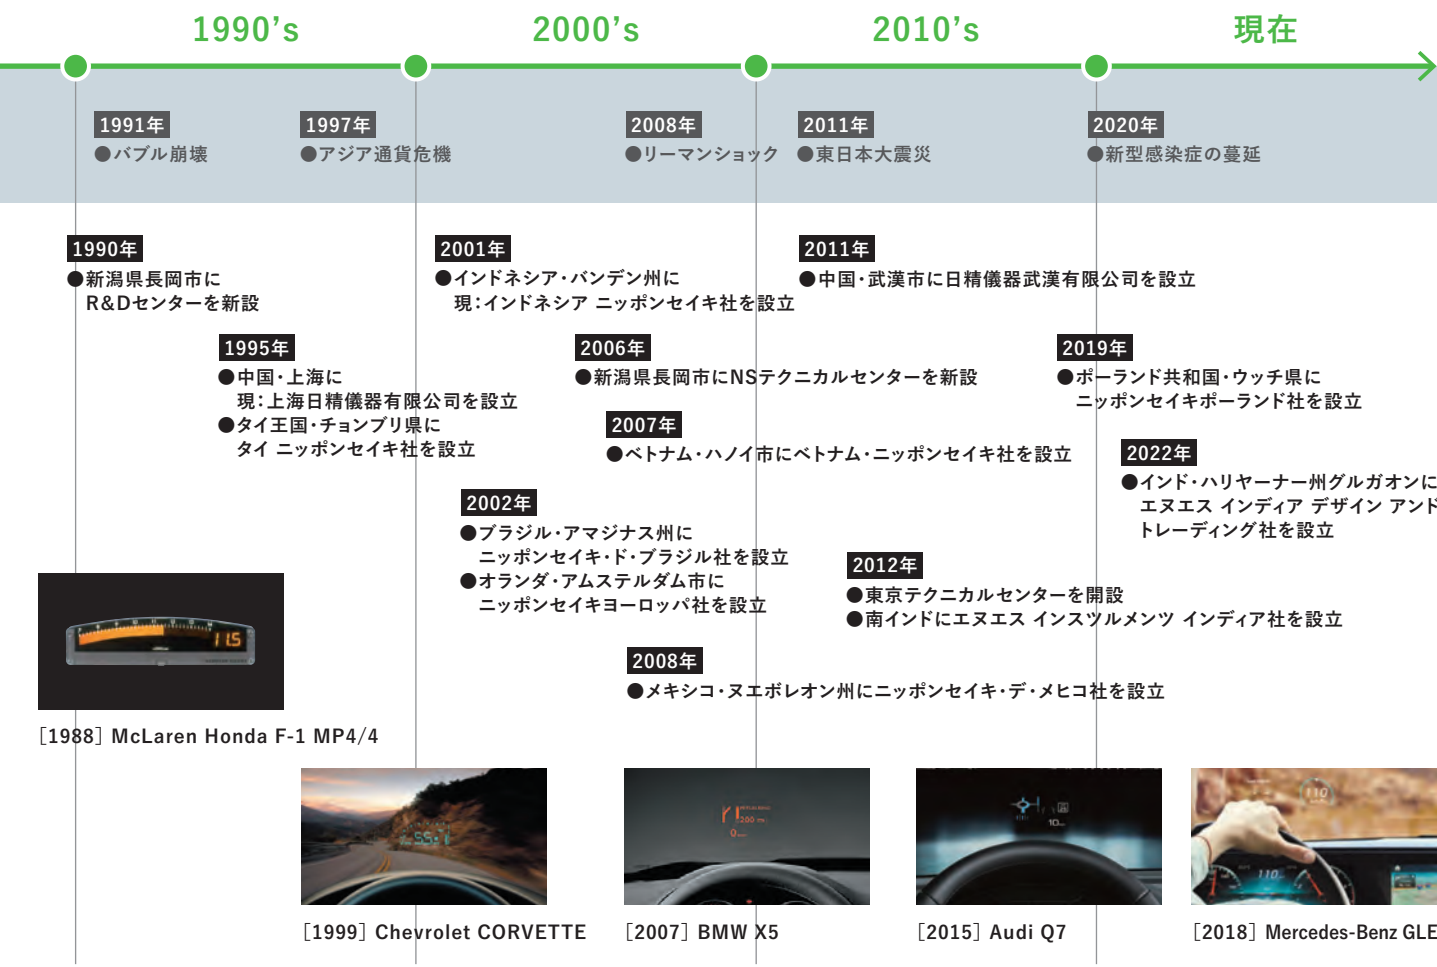 1990's
2000's
2010's
現在
1991年
●バブル崩壊
1997年
●アジア通貨危機
2008年
●リーマンショック
2011年
●東日本大震災
2020年
●新型感染症の蔓延
1990年
●新潟県長岡市に
R&Dセンターを新設
1995年
●中国・上海に
現：上海日精儀器有限公司を設立
●タイ王国・チョンブリ県に
タイ ニッポンセイキ社を設立
2001年
●インドネシア・バンデン州に
現：インドネシア ニッポンセイキ社を設立
2006年
●新潟県長岡市にNSテクニカルセンターを新設
2007年
●ベトナム・ハノイ市にベトナム・ニッポンセイキ社を設立
2002年
●ブラジル・アマジナス州に
ニッポンセイキ・ド・ブラジル社を設立
●オランダ・アムステルダム市に
ニッポンセイキヨーロッパ社を設立
2008年
●メキシコ・ヌエボレオン州にニッポンセイキ・デ・メヒコ社を設立
2011年
●中国・武漢市に日精儀器武漢有限公司を設立
2019年
●ポーランド共和国・ウッチ県に
ニッポンセイキポーランド社を設立
2022年
●インド・ハリヤーナー州グルガオンに
エヌエス インディア デザイン アンド
トレーディング社を設立
2012年
●東京テクニカルセンターを開設
●南インドにエヌエス インスツルメンツ インディア社を設立
11.5
［1988］McLaren Honda F-1 MP4/4
［1999］Chevrolet CORVETTE
200 m
0
［2007］BMW X5
10
［2015］Audi Q7
110
110
［2018］Mercedes-Benz GLE